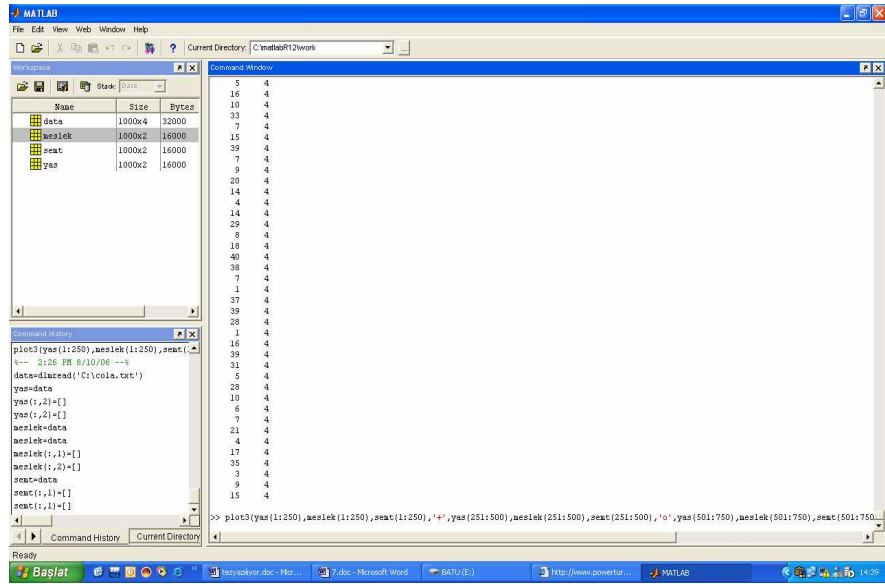 MATLAB
File Edit View Web Window Help
Current Directory: C:\matlabR12\work
Workspace
Stack: Base
Name Size Bytes
data 1000x4 32000
meslek 1000x2 16000
semt 1000x2 16000
yas 1000x2 16000
Command History
plot3(yas(1:250),meslek(1:250),semt(:
%-- 2:26 PM 8/10/06 --%
data=dlmread('C:\cola.txt')
yas=data
yas(:,2)=[]
yas(:,2)=[]
meslek=data
meslek=data
meslek(:,1)=[]
meslek(:,2)=[]
semt=data
semt(:,1)=[]
semt(:,1)=[]
Command History Current Directory
Command Window
5 4
16 4
10 4
33 4
7 4
15 4
39 4
7 4
9 4
20 4
14 4
4 4
14 4
29 4
8 4
18 4
40 4
38 4
7 4
1 4
37 4
39 4
28 4
1 4
16 4
39 4
31 4
5 4
28 4
10 4
6 4
7 4
21 4
4 4
17 4
35 4
3 4
9 4
15 4
>> plot3(yas(1:250),meslek(1:250),semt(1:250),'+',yas(251:500),meslek(251:500),semt(251:500),'o',yas(501:750),meslek(501:750),semt(501:750
Ready
Başlat
tezyazılıyor.doc - Micr...
7.doc - Microsoft Word
BATU (E:)
http://www.powertur...
MATLAB
14:39